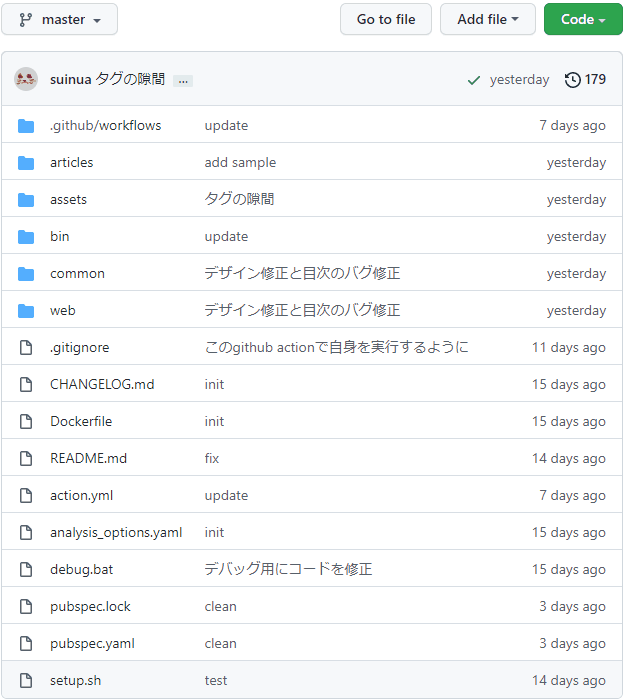 master
Go to file
Add file
Code
suinua タグの隙間 ... yesterday 179
.github/workflows update 7 days ago
articles add sample yesterday
assets タグの隙間 yesterday
bin update yesterday
common デザイン修正と目次のバグ修正 yesterday
web デザイン修正と目次のバグ修正 yesterday
.gitignore このgithub actionで自身を実行するように 11 days ago
CHANGELOG.md init 15 days ago
Dockerfile init 15 days ago
README.md fix 14 days ago
action.yml update 7 days ago
analysis_options.yaml init 15 days ago
debug.bat デバッグ用にコードを修正 15 days ago
pubspec.lock clean 3 days ago
pubspec.yaml clean 3 days ago
setup.sh test 14 days ago